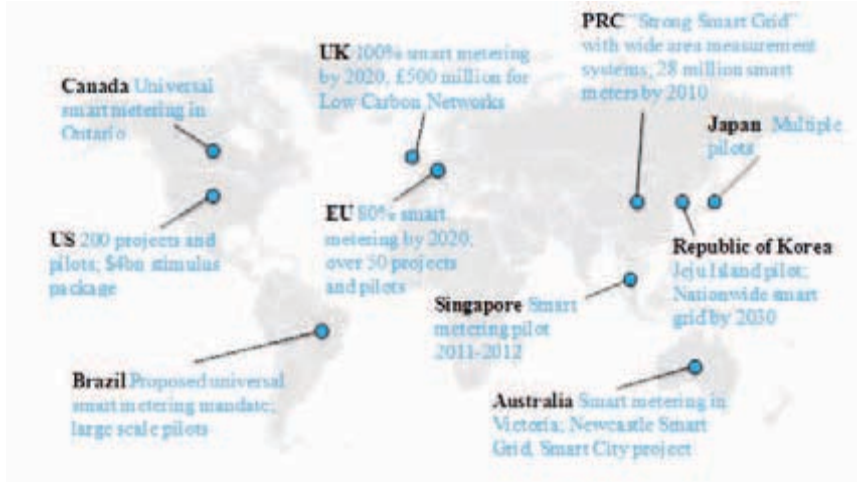 PRC "Strong Smart Grid"
with wide area measurement
systems; 28 million smart
meters by 2010
UK 100% smart metering
by 2020, £500 million for
Low Carbon Networks
Canada Universal
smart metering in
Ontario
Japan Multiple
pilots
EU 80% smart
metering by 2020;
over 50 projects
and pilots
US 200 projects and
pilots; $4bn stimulus
package
Republic of Korea
Jeju Island pilot;
Nationwide smart
grid by 2030
Singapore Smart
metering pilot
2011-2012
Brazil Proposed universal
smart metering mandate;
large scale pilots
Australia Smart metering in
Victoria; Newcastle Smart
Grid, Smart City project